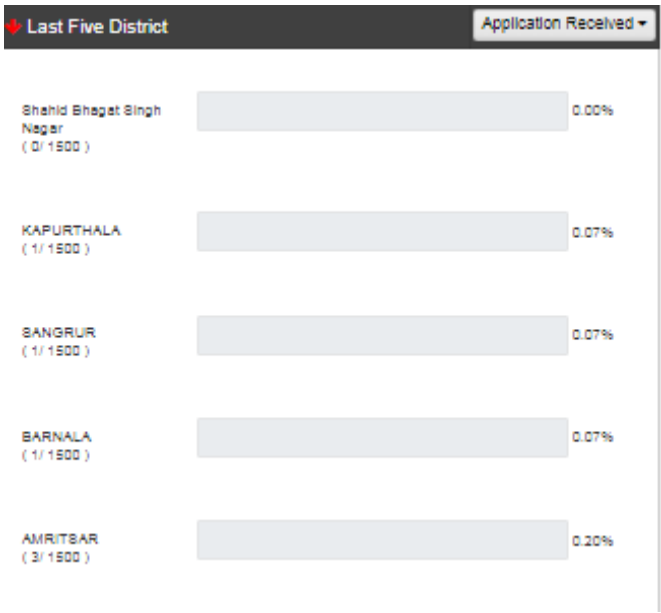 Last Five District
Application Received
Shahid Bhagat Singh
Nagar
( 0/ 1500 )
0.00%
KAPURTHALA
( 1/ 1500 )
0.07%
SANGRUR
( 1/ 1500 )
0.07%
BARNALA
( 1/ 1500 )
0.07%
AMRITSAR
( 3/ 1500 )
0.20%